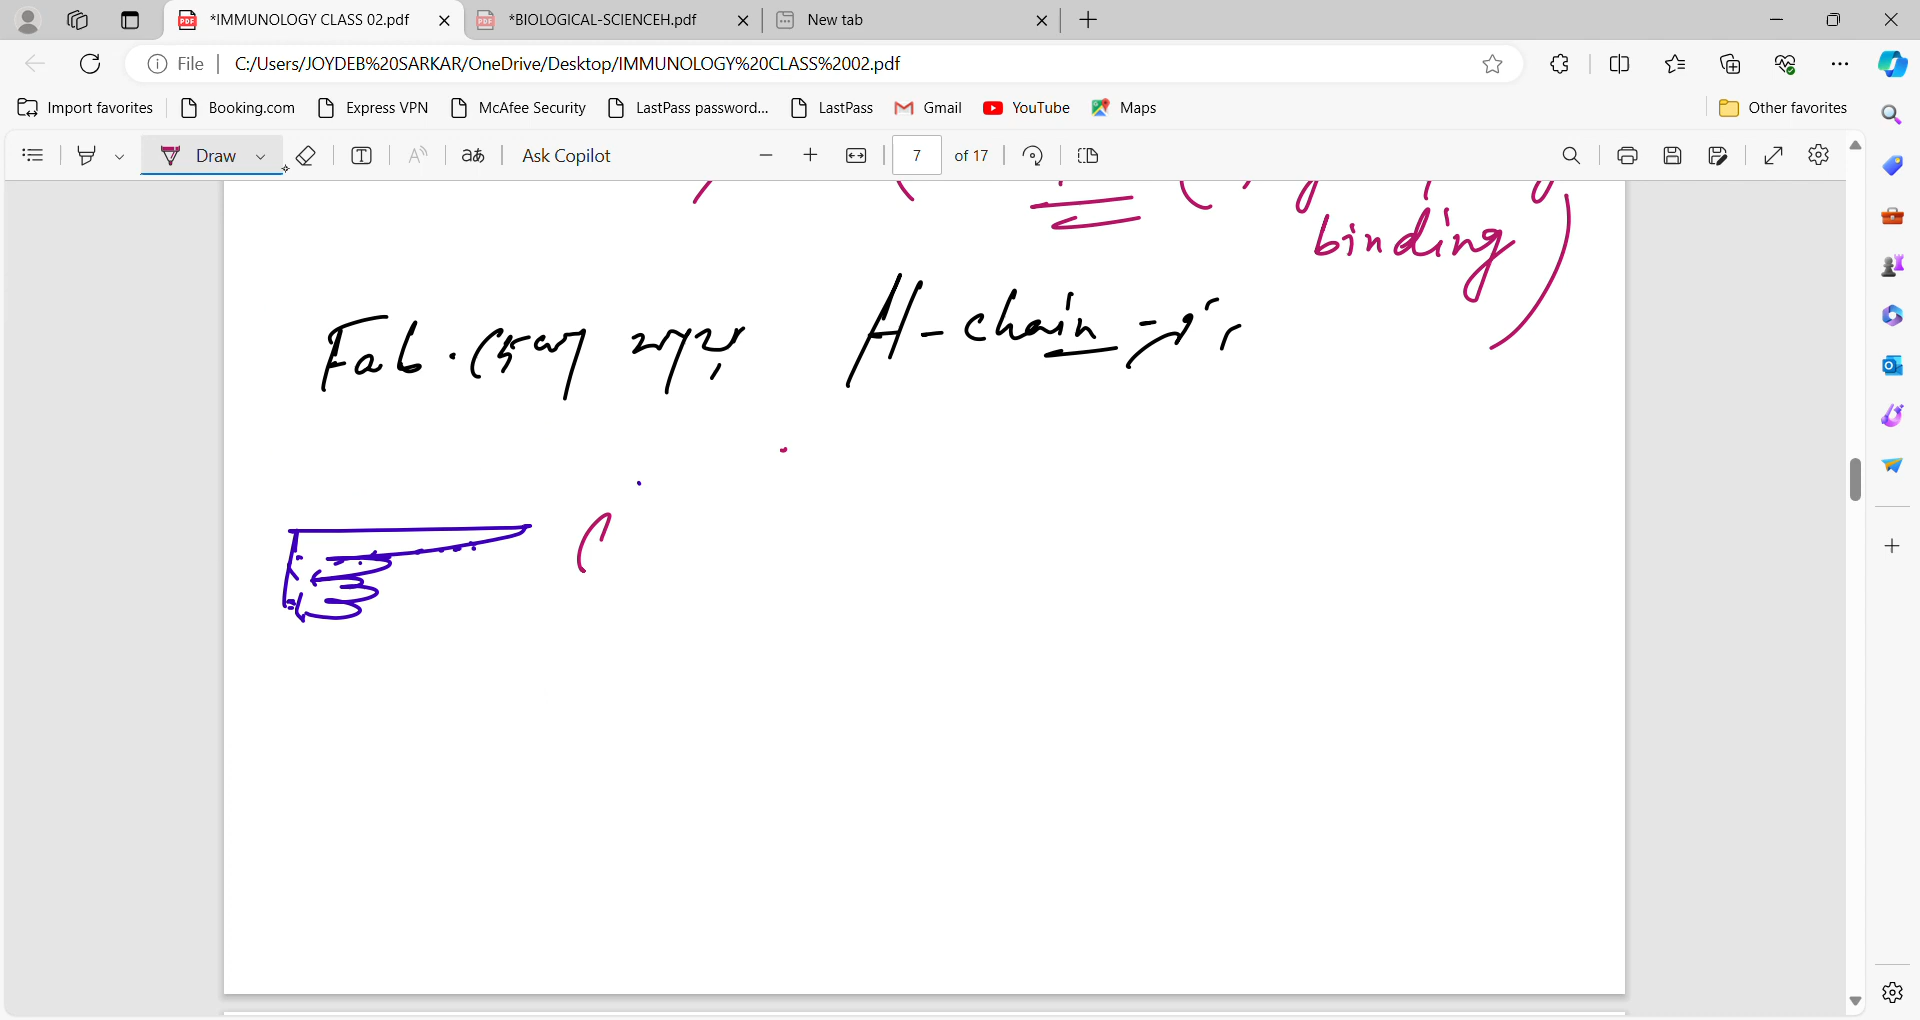 *IMMUNOLOGY CLASS 02.pdf
*BIOLOGICAL-SCIENCEH.pdf
New tab
File
C:/Users/JOYDEB%20SARKAR/OneDrive/Desktop/IMMUNOLOGY%20CLASS%2002.pdf
Import favorites
Booking.com
Express VPN
McAfee Security
LastPass password...
LastPass
Gmail
YouTube
Maps
Other favorites
Draw
aあ
Ask Copilot
7
of 17
binding
Fab.
H-chain